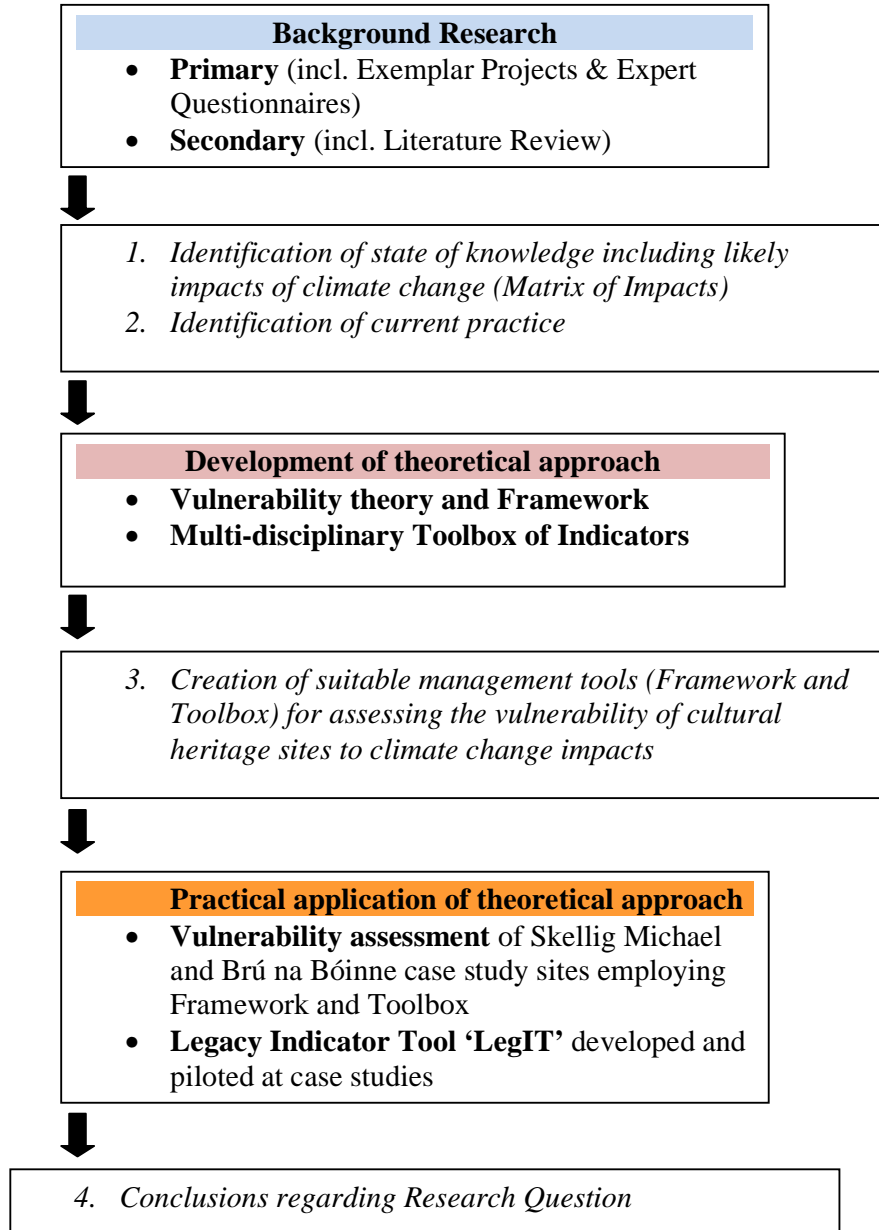 Background Research
• Primary (incl. Exemplar Projects & Expert
Questionnaires)
• Secondary (incl. Literature Review)
1. Identification of state of knowledge including likely
impacts of climate change (Matrix of Impacts)
2. Identification of current practice
Development of theoretical approach
• Vulnerability theory and Framework
• Multi-disciplinary Toolbox of Indicators
3. Creation of suitable management tools (Framework and
Toolbox) for assessing the vulnerability of cultural
heritage sites to climate change impacts
Practical application of theoretical approach
• Vulnerability assessment of Skellig Michael
and Brú na Bóinne case study sites employing
Framework and Toolbox
• Legacy Indicator Tool ‘LegIT’ developed and
piloted at case studies
4. Conclusions regarding Research Question